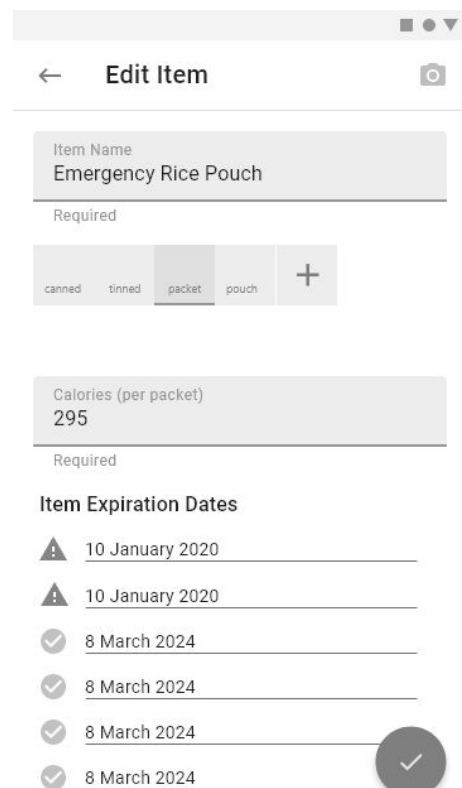 Edit Item
Item Name
Emergency Rice Pouch
Required
canned tinned packet pouch +
Calories (per packet)
295
Required
Item Expiration Dates
10 January 2020
10 January 2020
8 March 2024
8 March 2024
8 March 2024
8 March 2024